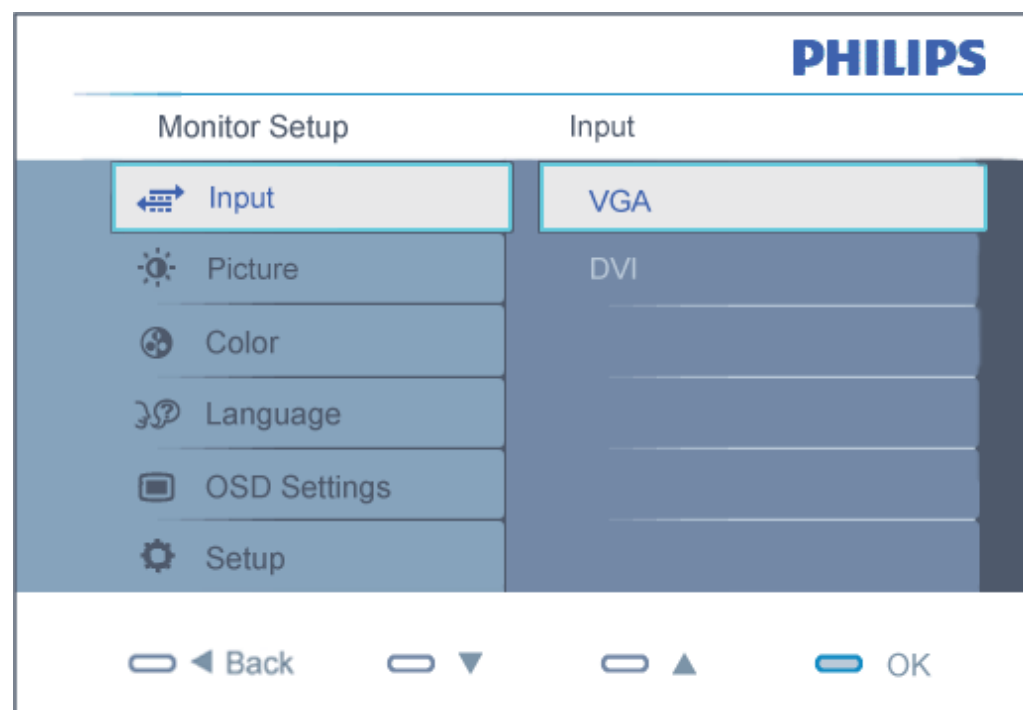 PHILIPS
Monitor Setup
Input
Input
VGA
Picture
DVI
Color
Language
OSD Settings
Setup
Back
OK